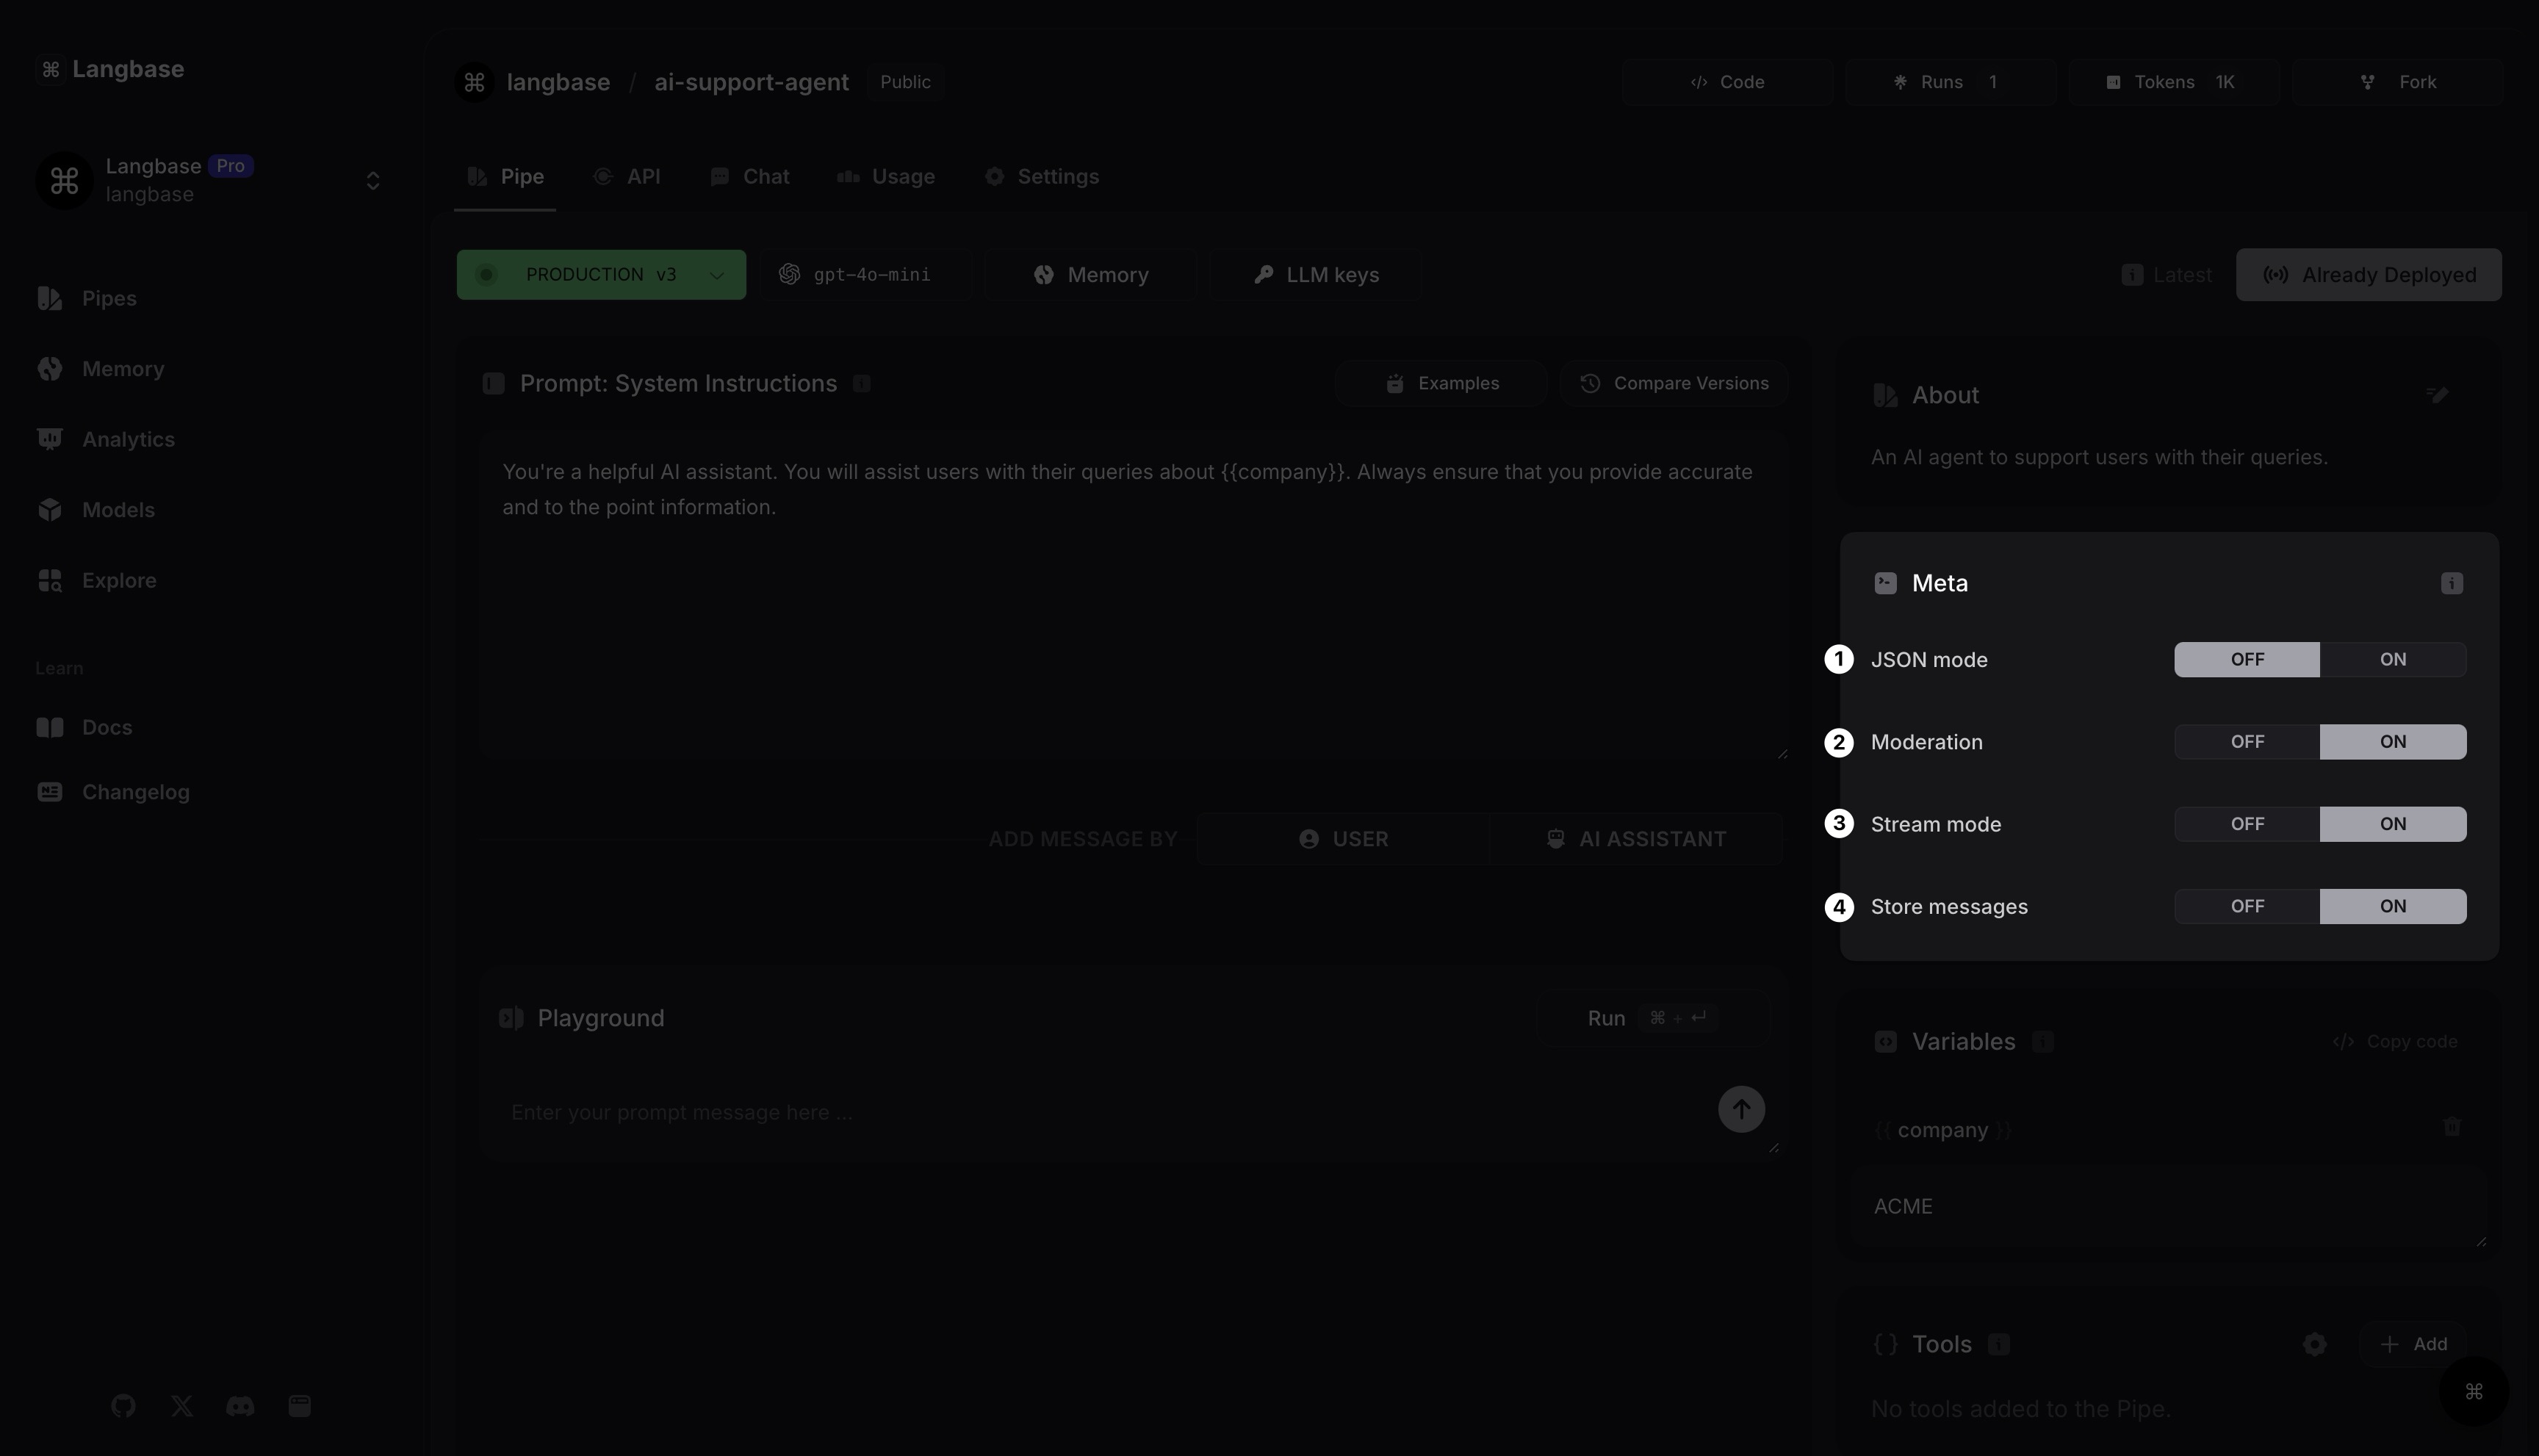 Langbase
langbase / ai-support-agent Public
Code
Runs 1
Tokens 1K
Fork
Langbase Pro
langbase
Pipe
API
Chat
Usage
Settings
PRODUCTION v3
gpt-4o-mini
Memory
LLM keys
Latest
Already Deployed
Pipes
Memory
Analytics
Models
Explore
Learn
Docs
Changelog
Prompt: System Instructions
Examples
Compare Versions
You're a helpful AI assistant. You will assist users with their queries about {{company}}. Always ensure that you provide accurate
and to the point information.
ADD MESSAGE BY
USER
AI ASSISTANT
Playground
Run ⌘ + ↵
Enter your prompt message here ...
About
An AI agent to support users with their queries.
Meta
1 JSON mode OFF ON
2 Moderation OFF ON
3 Stream mode OFF ON
4 Store messages OFF ON
Variables
Copy code
{{ company }}
ACME
Tools
Add
No tools added to the Pipe.